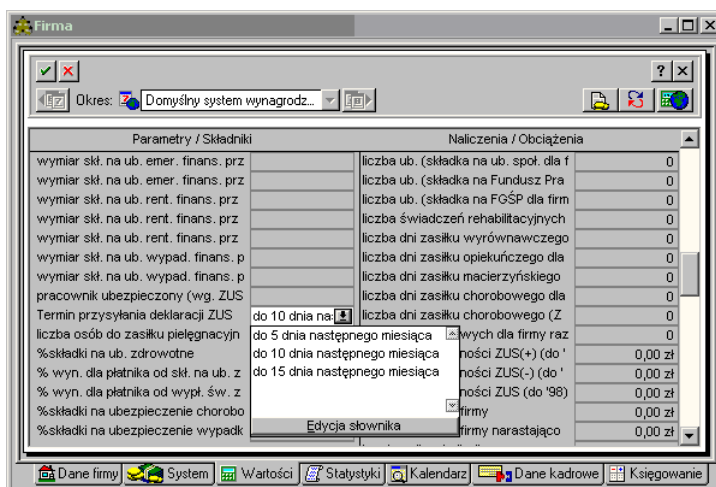 Firma
Okres: Domyślny system wynagrodz...
Parametry / Składniki Naliczenia / Obciążenia
wymiar skł. na ub. emer. finans. prz liczba ub. (składka na ub. społ. dla f 0
wymiar skł. na ub. emer. finans. prz liczba ub. (składka na Fundusz Pra 0
wymiar skł. na ub. rent. finans. prz liczba ub. (składka na FGŚP dla firm 0
wymiar skł. na ub. rent. finans. prz liczba świadczeń rehabilitacyjnych 0
wymiar skł. na ub. rent. finans. prz liczba dni zasiłku wyrównawczego 0
wymiar skł. na ub. wypad. finans. p liczba dni zasiłku opiekuńczego dla 0
wymiar skł. na ub. wypad. finans. p liczba dni zasiłku macierzyńskiego 0
pracownik ubezpieczony (wg. ZUS liczba dni zasiłku chorobowego dla 0
Termin przysyłania deklaracji ZUS do 10 dnia na liczba dni zasiłku chorobowego (Z 0
liczba osób do zasiłku pielęgnacyjn do 5 dnia następnego miesiąca wych dla firmy raz 0
%składki na ub. zdrowotne do 10 dnia następnego miesiąca ności ZUS(+) (do ' 0,00 zł
% wyn. dla płatnika od skł. na ub. z do 15 dnia następnego miesiąca ności ZUS(-) (do ' 0,00 zł
% wyn. dla płatnika od wypł. św. z ności ZUS (do '98) 0,00 zł
%składki na ubezpieczenie chorobo firmy 0,00 zł
%składki na ubezpieczenie wypadk Edycja słownika firmy narastająco 0,00 zł
Dane firmy System Wartości Statystyki Kalendarz Dane kadrowe Księgowanie